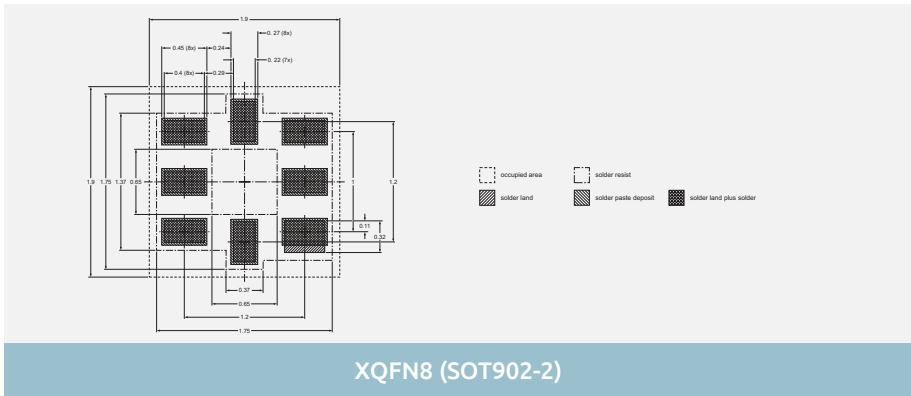 1.9
0. 27 (8x)
0.45 (8x) 0.24
0. 22 (7x)
0.4 (8x) 0.29
1.9 1.75 1.37 0.65 1 1.2
0.11
0.32
0.37
0.65
1.2
1.75
occupied area solder resist
solder land solder paste deposit solder land plus solder
XQFN8 (SOT902-2)